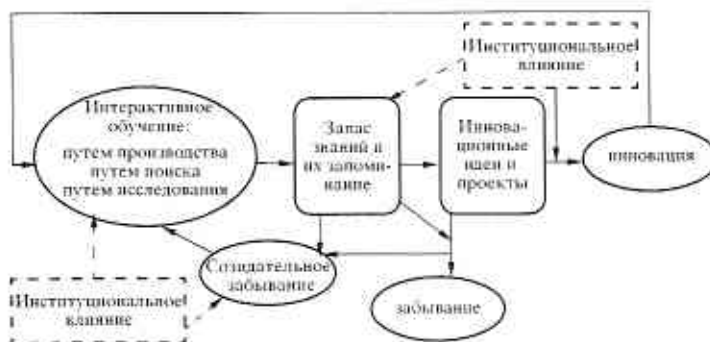 Институциональное
влияние
Интерактивное
обучение:
путем производства
путем поиска
путем исследования
Запас
знаний и
их запоми-
нание
Иннова-
ционные
идеи и
проекты
инновация
Созидательное
забывание
забывание
Институциональное
влияние